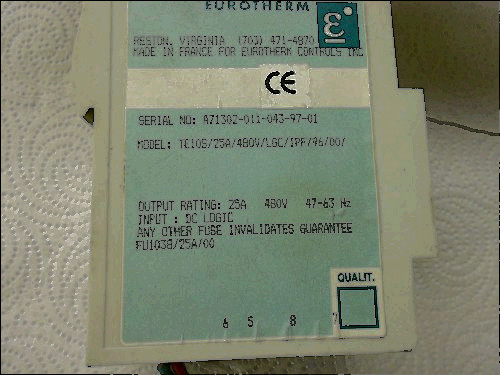 EUROTHERM
RESTON, VIRGINIA (703) 471-4870
MADE IN FRANCE FOR EUROTHERM CONTROLS INC
CE
SERIAL NO: A71302-011-043-97-01
MODEL: TC10S/25A/480V/LGC/IPF/96/00/
OUTPUT RATING: 25A 480V 47-63 Hz
INPUT : DC LOGIC
ANY OTHER FUSE INVALIDATES GUARANTEE
FU1038/25A/00
QUALIT.
6 5 8